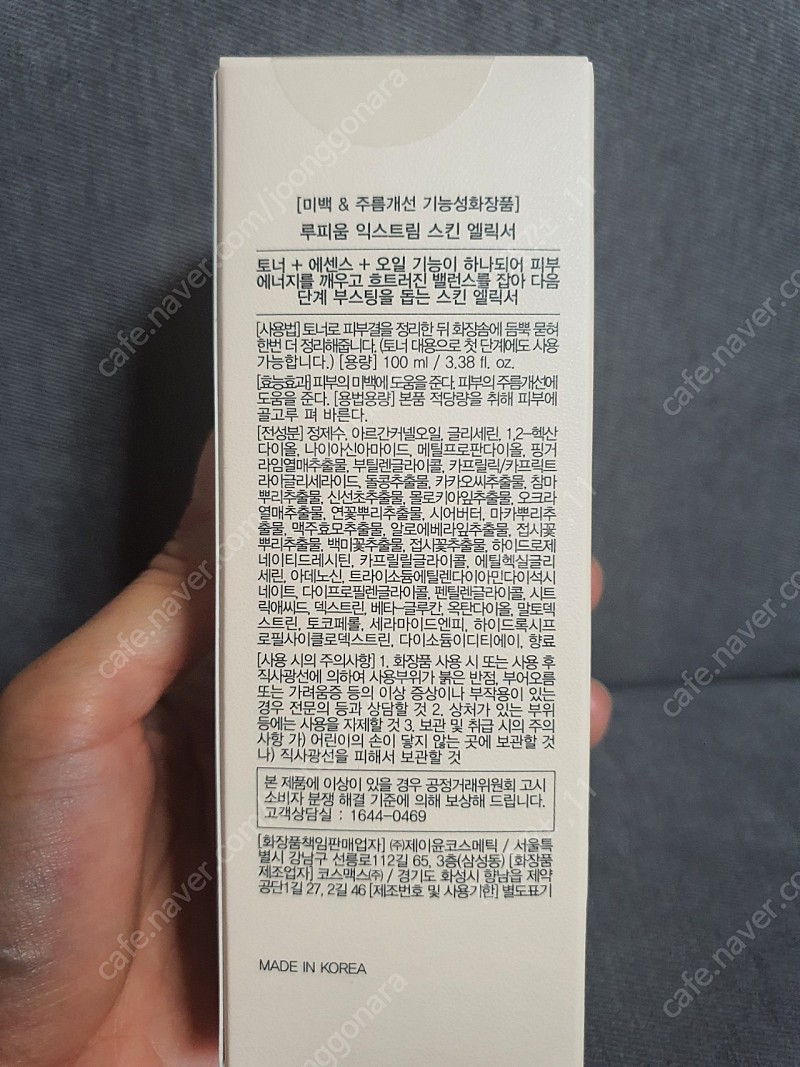 [미백 & 주름개선 기능성화장품]
루피움 익스트림 스킨 엘릭서
토너 + 에센스 + 오일 기능이 하나되어 피부
에너지를 깨우고 흐트러진 밸런스를 잡아 다음
단계 부스팅을 돕는 스킨 엘릭서
[사용법] 토너로 피부결을 정리한 뒤 화장솜에 듬뿍 묻혀
한번 더 정리해줍니다. (토너 대용으로 첫 단계에도 사용
가능합니다.) [용량] 100 ml / 3.38 fl. oz.
[효능효과] 피부의 미백에 도움을 준다. 피부의 주름개선에
도움을 준다. [용법용량] 본품 적당량을 취해 피부에
골고루 펴 바른다.
[전성분] 정제수, 아르간커넬오일, 글리세린, 1,2-헥산
다이올, 나이아신아마이드, 메틸프로판다이올, 핑거
라임열매추출물, 부틸렌글라이콜, 카프릴릭/카프릭트
라이글리세라이드, 돌콩추출물, 카카오씨추출물, 참마
뿌리추출물, 신선초추출물, 몰로키아잎추출물, 오크라
열매추출물, 연꽃뿌리추출물, 시어버터, 마카뿌리추
출물, 맥주효모추출물, 알로에베라잎추출물, 접시꽃
뿌리추출물, 백미꽃추출물, 접시꽃추출물, 하이드로제
네이티드레시틴, 카프릴릴글라이콜, 에틸헥실글리
세린, 아데노신, 트라이소듐에틸렌다이아민다이석시
네이트, 다이프로필렌글라이콜, 펜틸렌글라이콜, 시트
릭애씨드, 덱스트린, 베타-글루칸, 옥탄다이올, 말토덱
스트린, 토코페롤, 세라마이드엔피, 하이드록시프
로필사이클로덱스트린, 다이소듐이디티에이, 향료
[사용 시의 주의사항] 1. 화장품 사용 시 또는 사용 후
직사광선에 의하여 사용부위가 붉은 반점, 부어오름
또는 가려움증 등의 이상 증상이나 부작용이 있는
경우 전문의 등과 상담할 것 2. 상처가 있는 부위
등에는 사용을 자제할 것 3. 보관 및 취급 시의 주의
사항 가) 어린이의 손이 닿지 않는 곳에 보관할 것
나) 직사광선을 피해서 보관할 것
본 제품에 이상이 있을 경우 공정거래위원회 고시
소비자 분쟁 해결 기준에 의해 보상해 드립니다.
고객상담실 : 1644-0469
[화장품책임판매업자] ㈜제이윤코스메틱 / 서울특
별시 강남구 선릉로112길 65, 3층(삼성동) [화장품
제조업자] 코스맥스㈜ / 경기도 화성시 향남읍 제약
공단1길 27, 2길 46 [제조번호 및 사용기한] 별도표기
MADE IN KOREA
cafe.naver.com/joonggonara